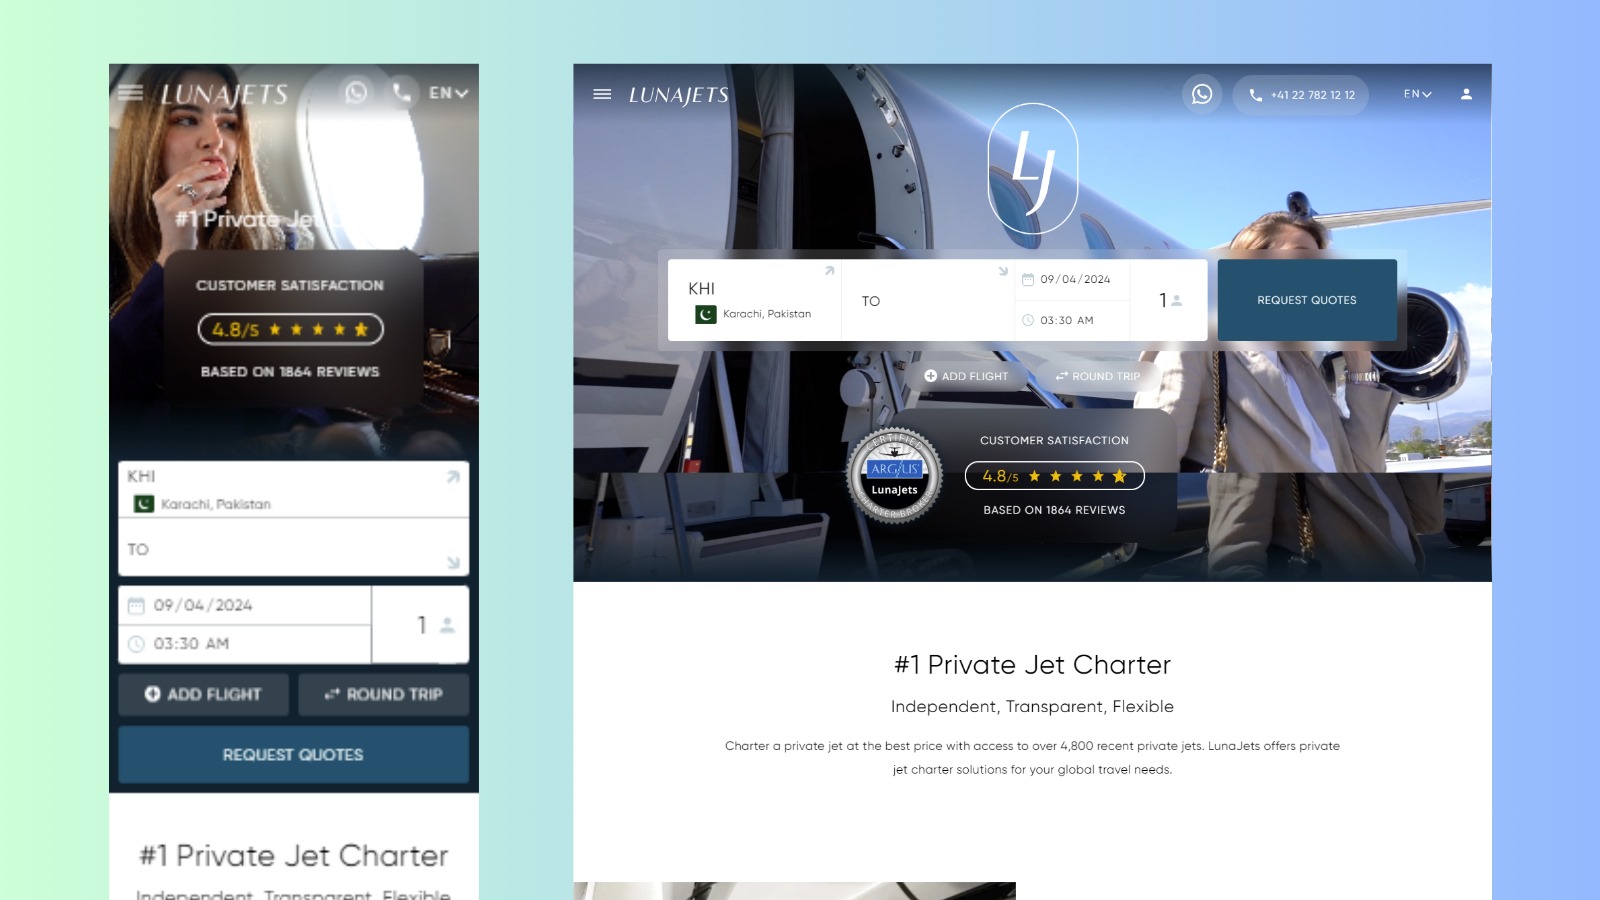 LUNAJETS
EN
#1 Private Jet
CUSTOMER SATISFACTION
4.8/5
BASED ON 1864 REVIEWS
KHI
Karachi, Pakistan
TO
09/04/2024
1
03:30 AM
ADD FLIGHT
ROUND TRIP
REQUEST QUOTES
#1 Private Jet Charter
Independent, Transparent, Flexible
LUNAJETS
+41 22 782 12 12
EN
LJ
KHI
Karachi, Pakistan
TO
09/04/2024
03:30 AM
1
REQUEST QUOTES
ADD FLIGHT
ROUND TRIP
CERTIFIED
ARG/US
LunaJets
CHARTER BROKER
CUSTOMER SATISFACTION
4.8/5
BASED ON 1864 REVIEWS
#1 Private Jet Charter
Independent, Transparent, Flexible
Charter a private jet at the best price with access to over 4,800 recent private jets. LunaJets offers private
jet charter solutions for your global travel needs.